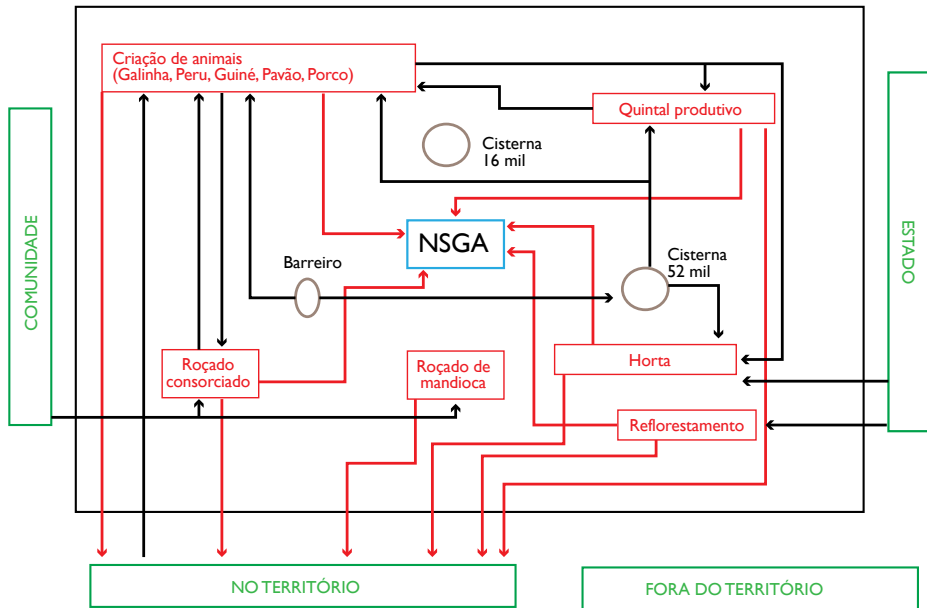 Criação de animais
(Galinha, Peru, Guiné, Pavão, Porco)
Quintal produtivo
Cisterna
16 mil
COMUNIDADE
ESTADO
NSGA
Barreiro
Cisterna
52 mil
Roçado
consorciado
Roçado de
mandioca
Horta
Reflorestamento
NO TERRITÓRIO
FORA DO TERRITÓRIO